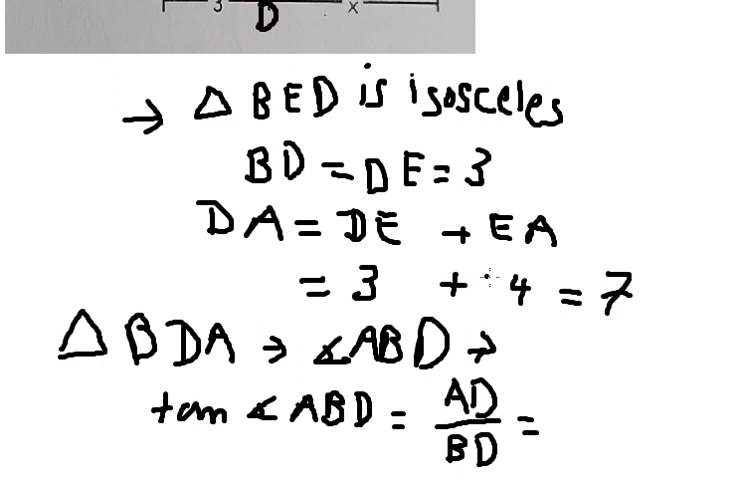 3 D x
→ △ BED is isosceles
BD = DE = 3
DA = DE + EA
= 3 + 4 = 7
△ BDA → ∡ABD →
tan ∡ ABD = AD/BD =